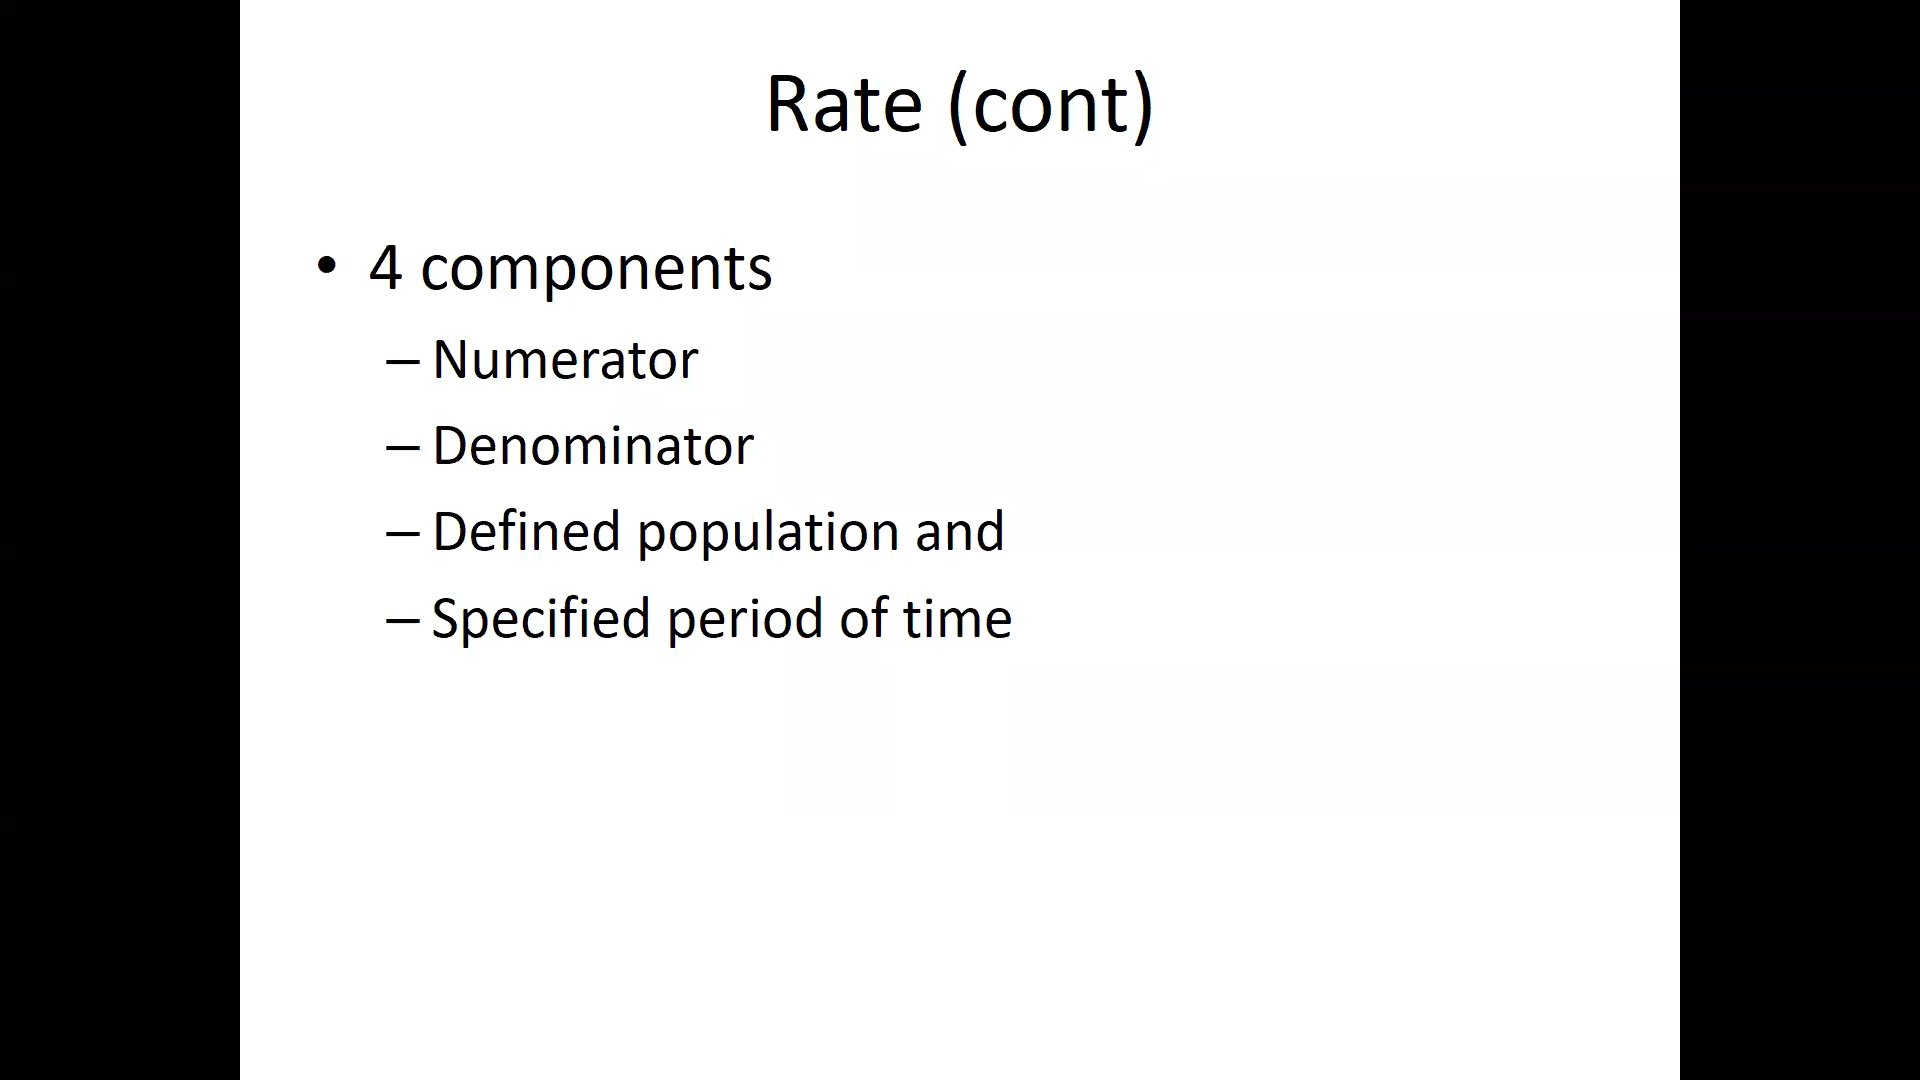 Rate (cont)
• 4 components
– Numerator
– Denominator
– Defined population and
– Specified period of time